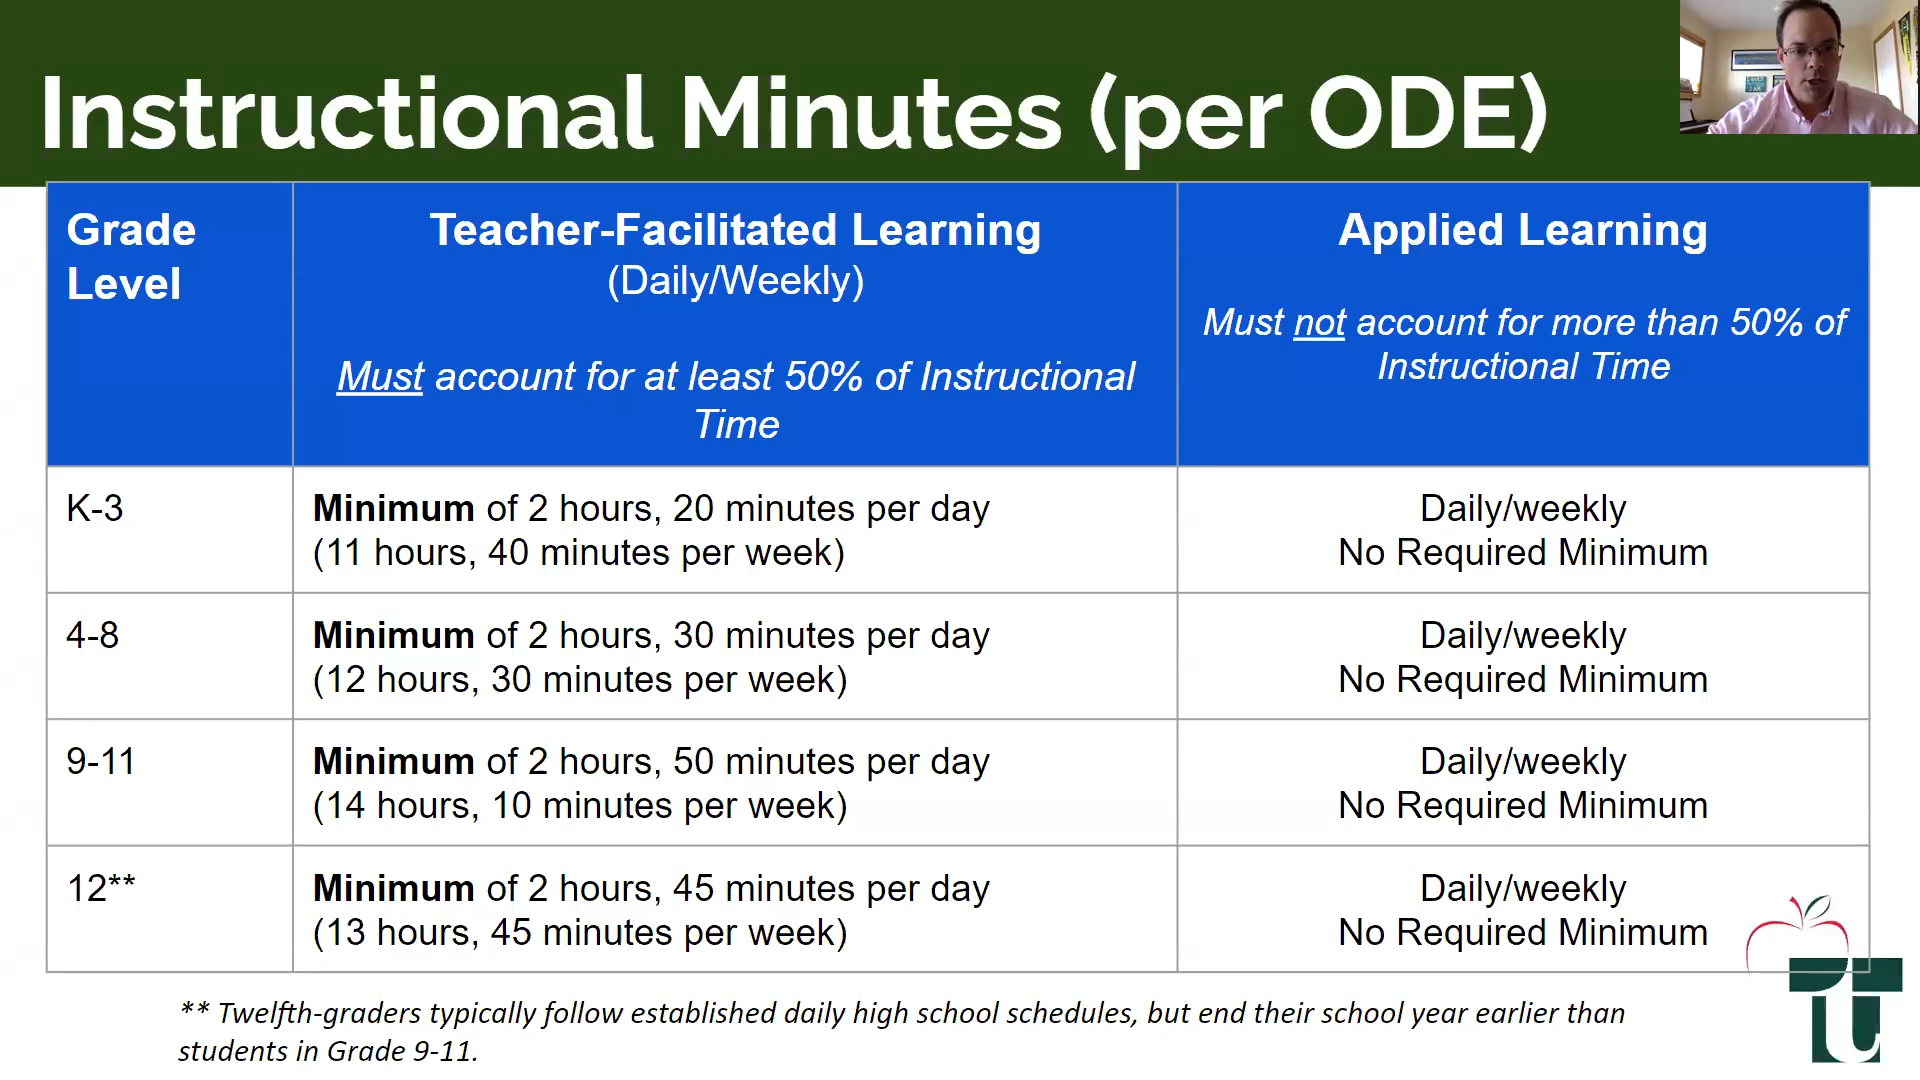 Instructional Minutes (per ODE)
Grade
Level
Teacher-Facilitated Learning
(Daily/Weekly)
Must account for at least 50% of Instructional
Time
Applied Learning
Must not account for more than 50% of
Instructional Time
K-3
Minimum of 2 hours, 20 minutes per day
(11 hours, 40 minutes per week)
Daily/weekly
No Required Minimum
4-8
Minimum of 2 hours, 30 minutes per day
(12 hours, 30 minutes per week)
Daily/weekly
No Required Minimum
9-11
Minimum of 2 hours, 50 minutes per day
(14 hours, 10 minutes per week)
Daily/weekly
No Required Minimum
12**
Minimum of 2 hours, 45 minutes per day
(13 hours, 45 minutes per week)
Daily/weekly
No Required Minimum
** Twelfth-graders typically follow established daily high school schedules, but end their school year earlier than
students in Grade 9-11.